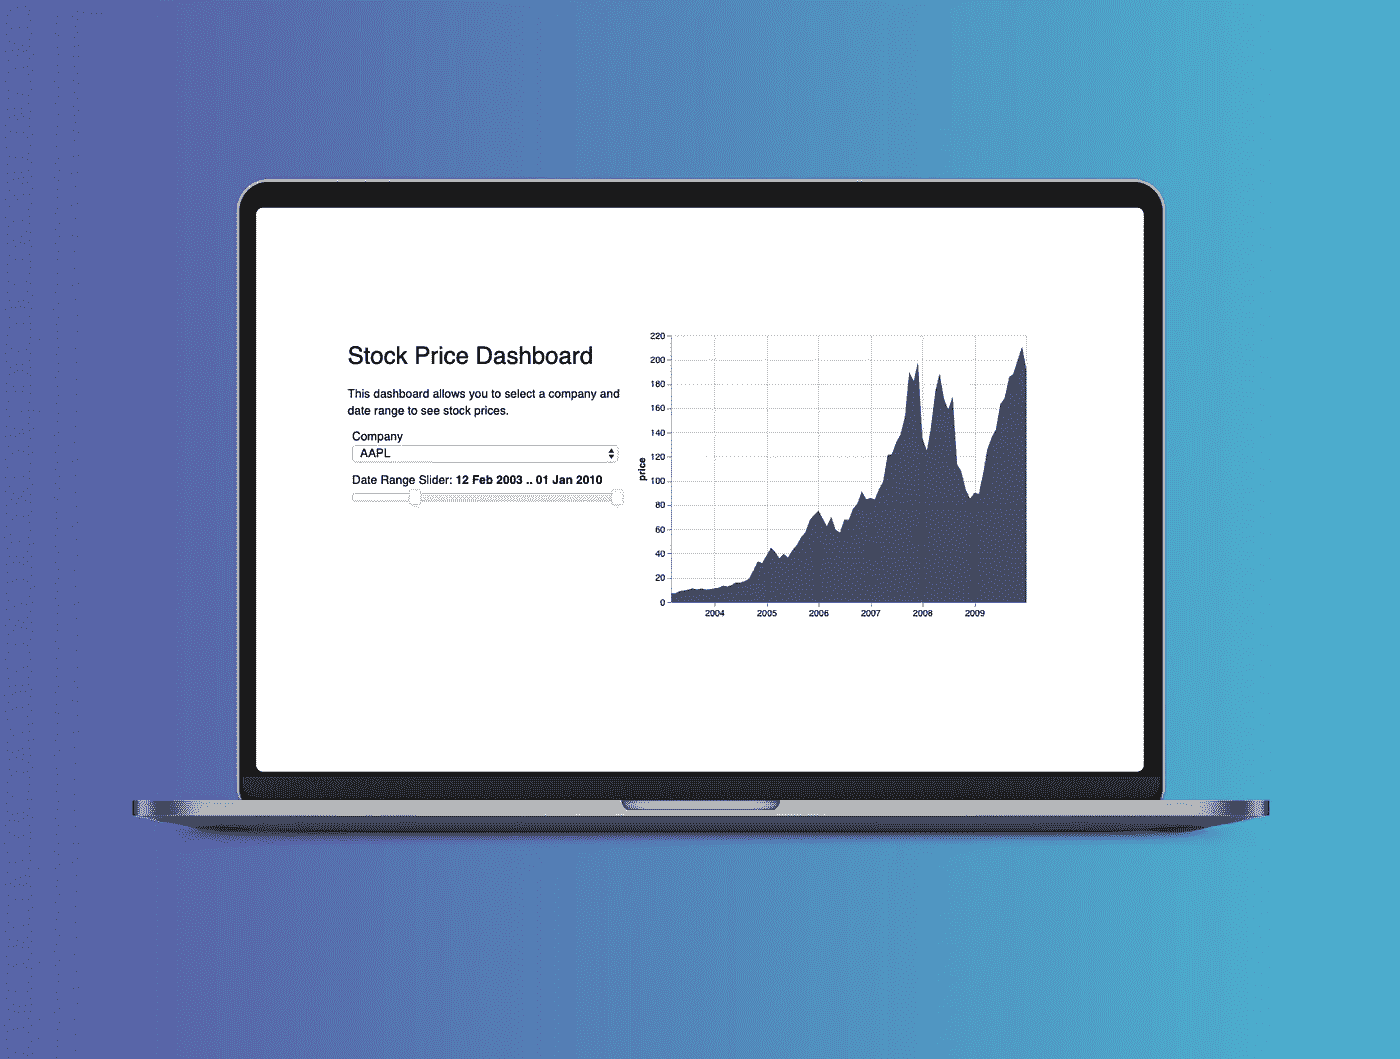 Stock Price Dashboard
This dashboard allows you to select a company and
date range to see stock prices.
Company
AAPL
Date Range Slider: 12 Feb 2003 .. 01 Jan 2010
price
220
200
180
160
140
120
100
80
60
40
20
0
2004 2005 2006 2007 2008 2009